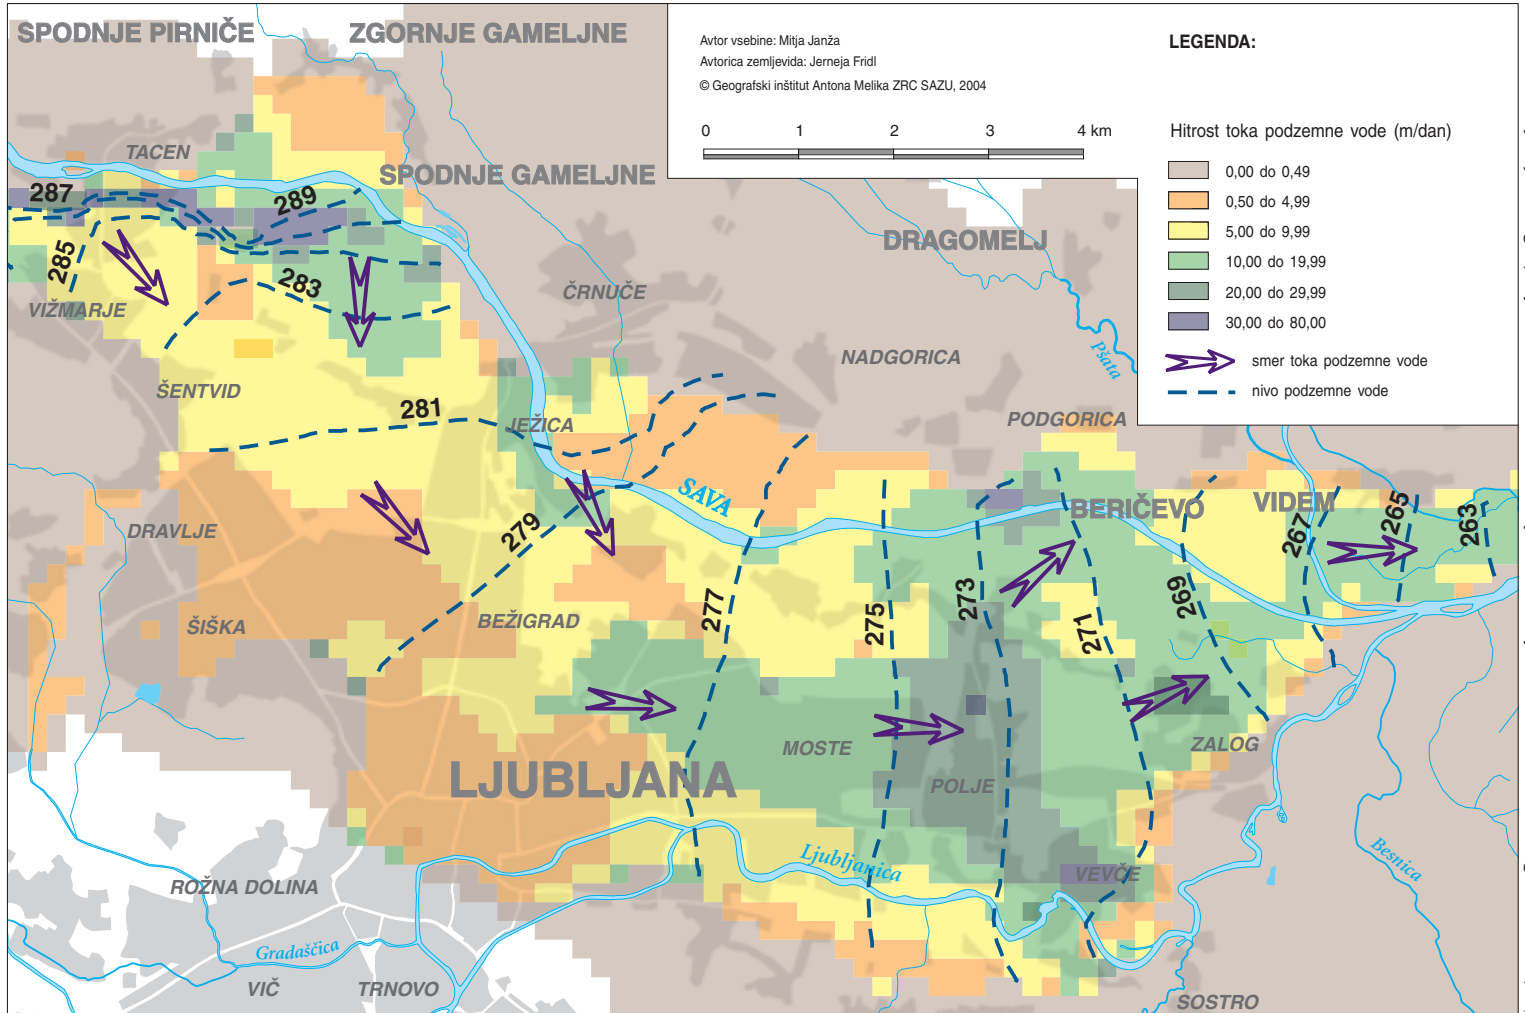 SPODNJE PIRNIČE
ZGORNJE GAMELJNE
Avtor vsebine: Mitja Janža
Avtorica zemljevida: Jerneja Fridl
© Geografski inštitut Antona Melika ZRC SAZU, 2004
0 1 2 3 4 km
LEGENDA:
Hitrost toka podzemne vode (m/dan)
0,00 do 0,49
0,50 do 4,99
5,00 do 9,99
10,00 do 19,99
20,00 do 29,99
30,00 do 80,00
smer toka podzemne vode
nivo podzemne vode
TACEN
SPODNJE GAMELJNE
287
289
285
283
DRAGOMELJ
VIŽMARJE
ČRNUČE
NADGORICA
Pšata
ŠENTVID
281
JEŽICA
PODGORICA
SAVA
BERIČEVO
VIDEM
DRAVLJE
279
267
265
263
ŠIŠKA
BEŽIGRAD
277
275
273
271
269
MOSTE
POLJE
ZALOG
LJUBLJANA
Ljubljanica
VEVČE
Besnica
ROŽNA DOLINA
Gradaščica
VIČ
TRNOVO
SOSTRO